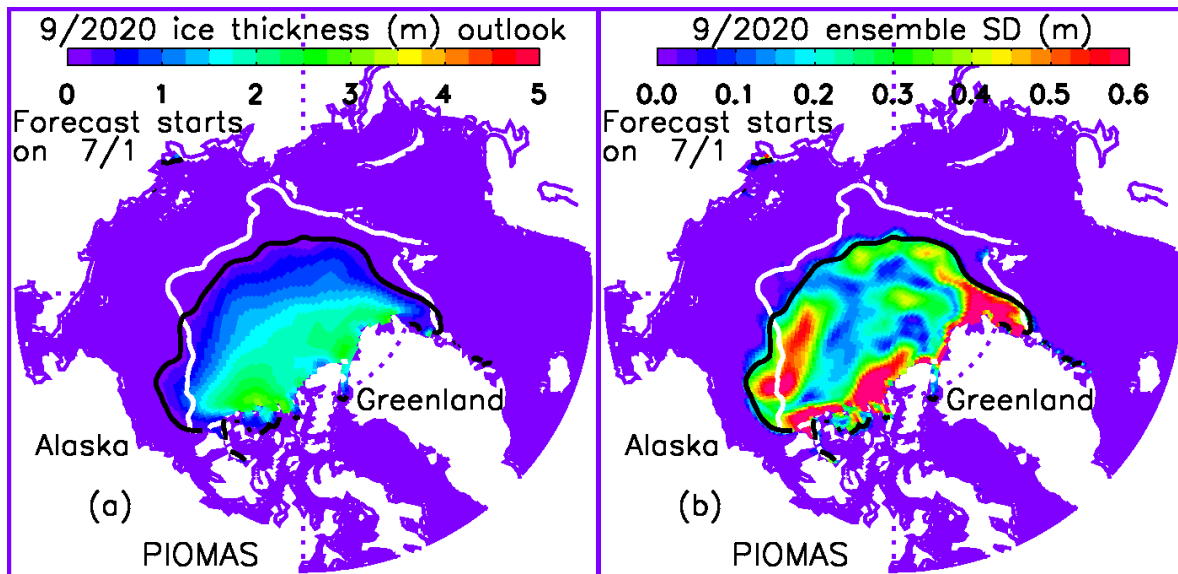 9/2020 ice thickness (m) outlook
0 1 2 3 4 5
Forecast starts
on 7/1
Greenland
Alaska
(a)
PIOMAS
9/2020 ensemble SD (m)
0.0 0.1 0.2 0.3 0.4 0.5 0.6
Forecast starts
on 7/1
Greenland
Alaska
(b)
PIOMAS